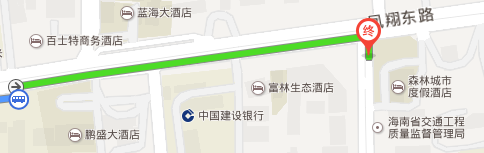 蓝海大酒店
凤翔东路
终
百士特商务酒店
富林生态酒店
森林城市
度假酒店
中国建设银行
鹏盛大酒店
海南省交通工程
质量监督管理局